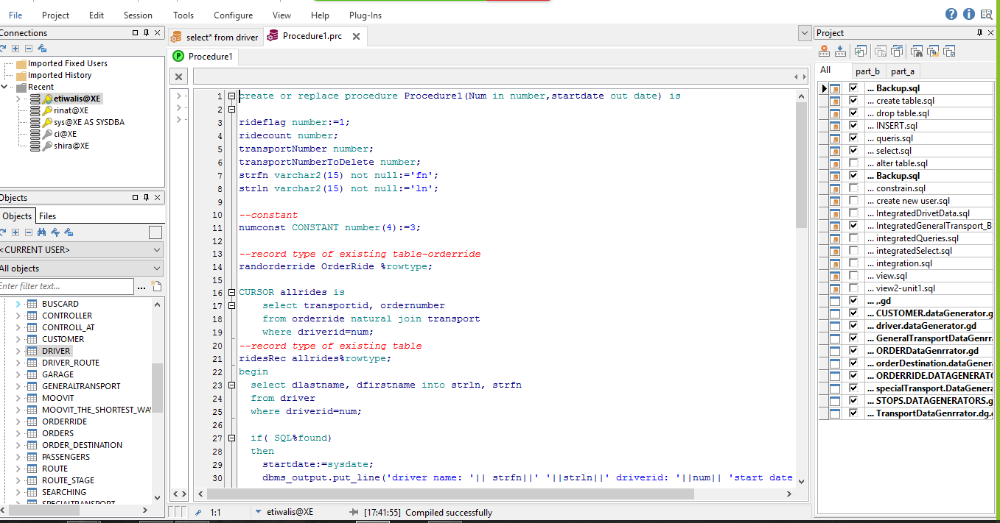 File Project Edit Session Tools Configure View Help Plug-Ins
Connections
Imported Fixed Users
Imported History
Recent
etiwalis@XE
rinat@XE
sys@XE AS SYSDBA
ci@XE
shira@XE
Objects
Objects Files
<CURRENT USER>
All objects
Enter filter text...
BUSCARD
CONTROLLER
CONTROLL_AT
CUSTOMER
DRIVER
DRIVER_ROUTE
GARAGE
GENERALTRANSPORT
MOOVIT
MOOVIT_THE_SHORTEST_WA
ORDERRIDE
ORDERS
ORDER_DESTINATION
PASSENGERS
ROUTE
ROUTE_STAGE
SEARCHING
SPECIALTRANSPORT
select* from driver Procedure1.prc
Procedure1
1 create or replace procedure Procedure1(Num in number,startdate out date) is
2
3 rideflag number:=1;
4 ridecount number;
5 transportNumber number;
6 transportNumberToDelete number;
7 strfn varchar2(15) not null:='fn';
8 strln varchar2(15) not null:='ln';
9
10 --constant
11 numconst CONSTANT number(4):=3;
12
13 --record type of existing table-orderride
14 randorderride OrderRide %rowtype;
15
16 CURSOR allrides is
17 select transportid, ordernumber
18 from orderride natural join transport
19 where driverid=num;
20 --record type of existing table
21 ridesRec allrides%rowtype;
22 begin
23 select dlastname, dfirstname into strln, strfn
24 from driver
25 where driverid=num;
26
27 if( SQL%found)
28 then
29 startdate:=sysdate;
30 dbms_output.put_line('driver name: '|| strfn||' '||strln||' driverid: '||num|| 'start date
1:1 etiwalis@XE [17:41:55] Compiled successfully
Project
All part_b part_a
... Backup.sql
... create table.sql
... drop table.sql
... INSERT.sql
... queris.sql
... select.sql
... alter table.sql
... Backup.sql
... constrain.sql
... create new user.sql
... IntegratedDrivetData.sql
... IntegratedGeneralTransport_B
... integratedQueries.sql
... integratedSelect.sql
... integration.sql
... view.sql
... view2-unit1.sql
... ,.gd
... CUSTOMER.dataGenerator.g
... driver.dataGenerator.gd
... GeneralTransportDataGenrr
... ORDERDataGenrrator.gd
... orderDestination.dataGener
... ORDERRIDE.DATAGENERATO
... specialTransport.DataGenera
... STOPS.DATAGENERATORS.g
... TransportDataGenrrator.dg.